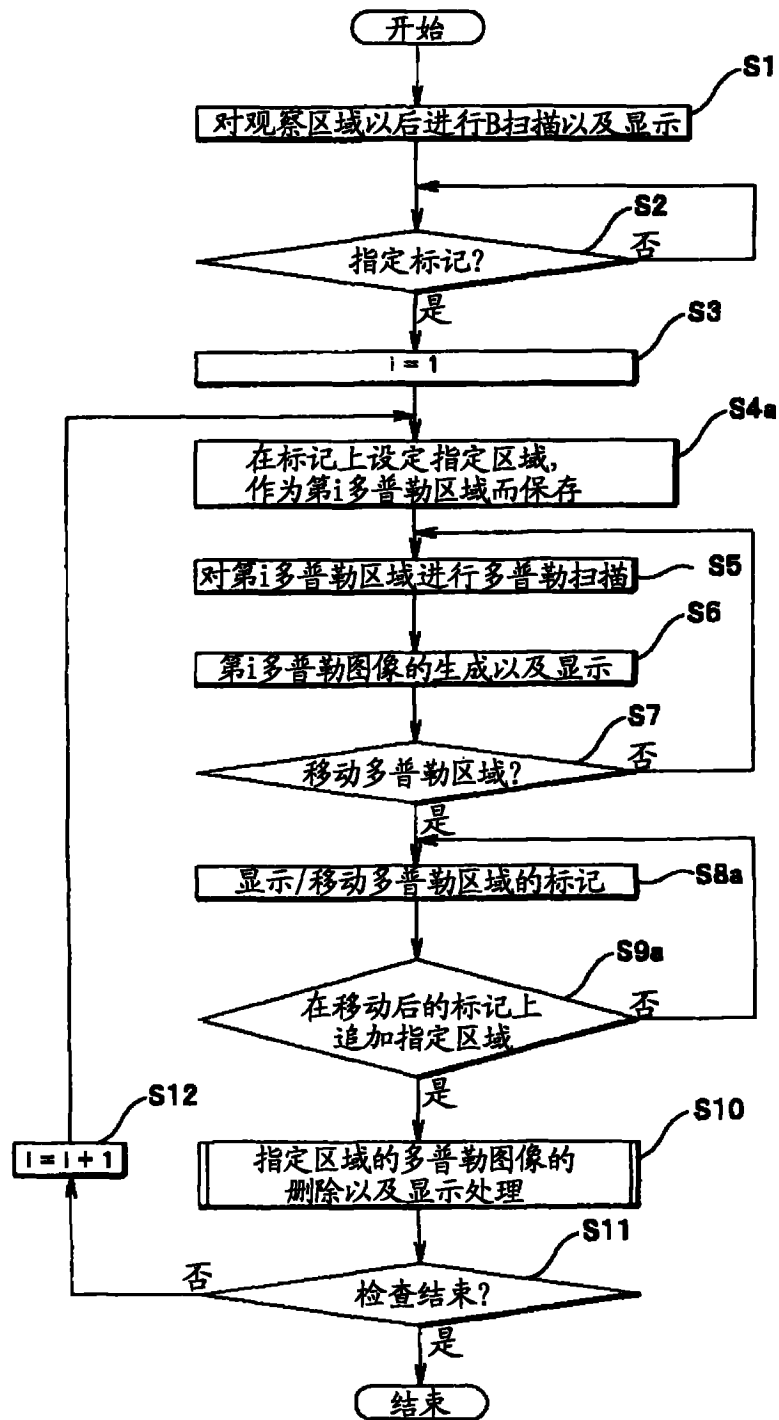 开始
S1
对观察区域以后进行B扫描以及显示
S2
指定标记?
否
是
S3
i = 1
S4a
在标记上设定指定区域,
作为第i多普勒区域而保存
对第i多普勒区域进行多普勒扫描
S5
S6
第i多普勒图像的生成以及显示
S7
移动多普勒区域?
否
是
显示/移动多普勒区域的标记
S8a
S9a
在移动后的标记上
追加指定区域
否
是
S12
i = i + 1
S10
指定区域的多普勒图像的
删除以及显示处理
S11
否
检查结束?
是
结束